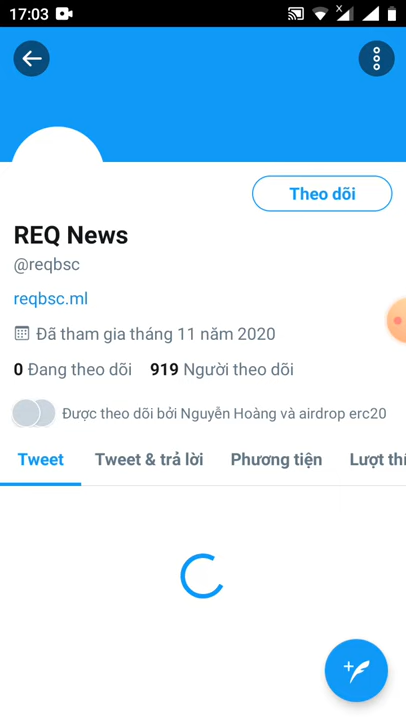 17:03
Theo dõi
REQ News
@reqbsc
reqbsc.ml
Đã tham gia tháng 11 năm 2020
0 Đang theo dõi 919 Người theo dõi
Được theo dõi bởi Nguyễn Hoàng và airdrop erc20
Tweet Tweet & trả lời Phương tiện Lượt thí